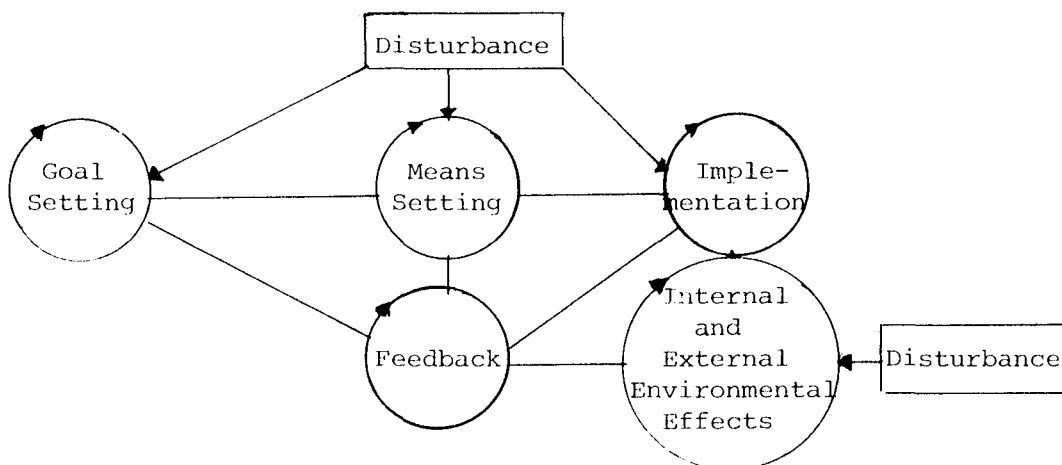 Disturbance
Goal
Setting
Means
Setting
Imple-
mentation
Feedback
Internal
and
External
Environmental
Effects
Disturbance